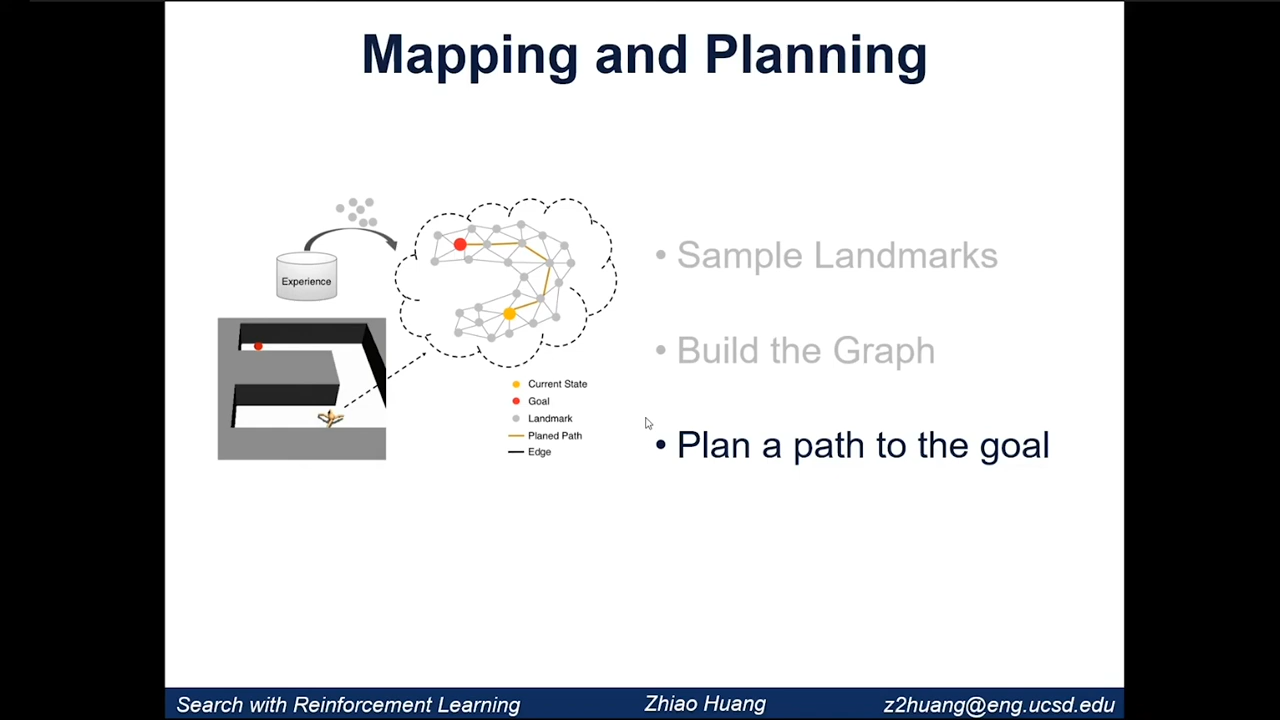 Mapping and Planning
Experience
Current State
Goal
Landmark
Planed Path
Edge
• Sample Landmarks
• Build the Graph
• Plan a path to the goal
Search with Reinforcement Learning
Zhiao Huang
z2huang@eng.ucsd.edu